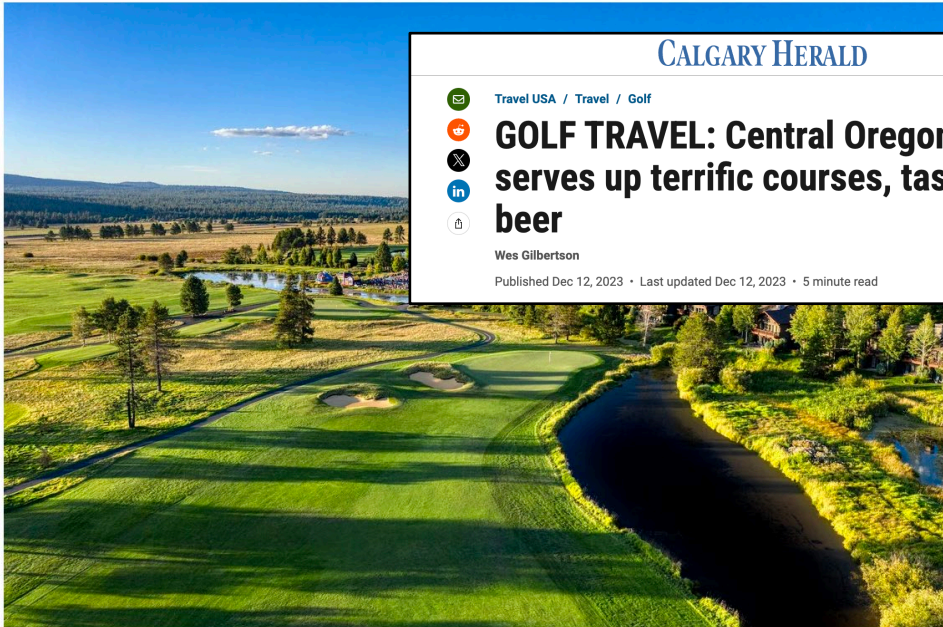 CALGARY HERALD
Travel USA / Travel / Golf
GOLF TRAVEL: Central Oregon
serves up terrific courses, tas
beer
Wes Gilbertson
Published Dec 12, 2023 • Last updated Dec 12, 2023 • 5 minute read